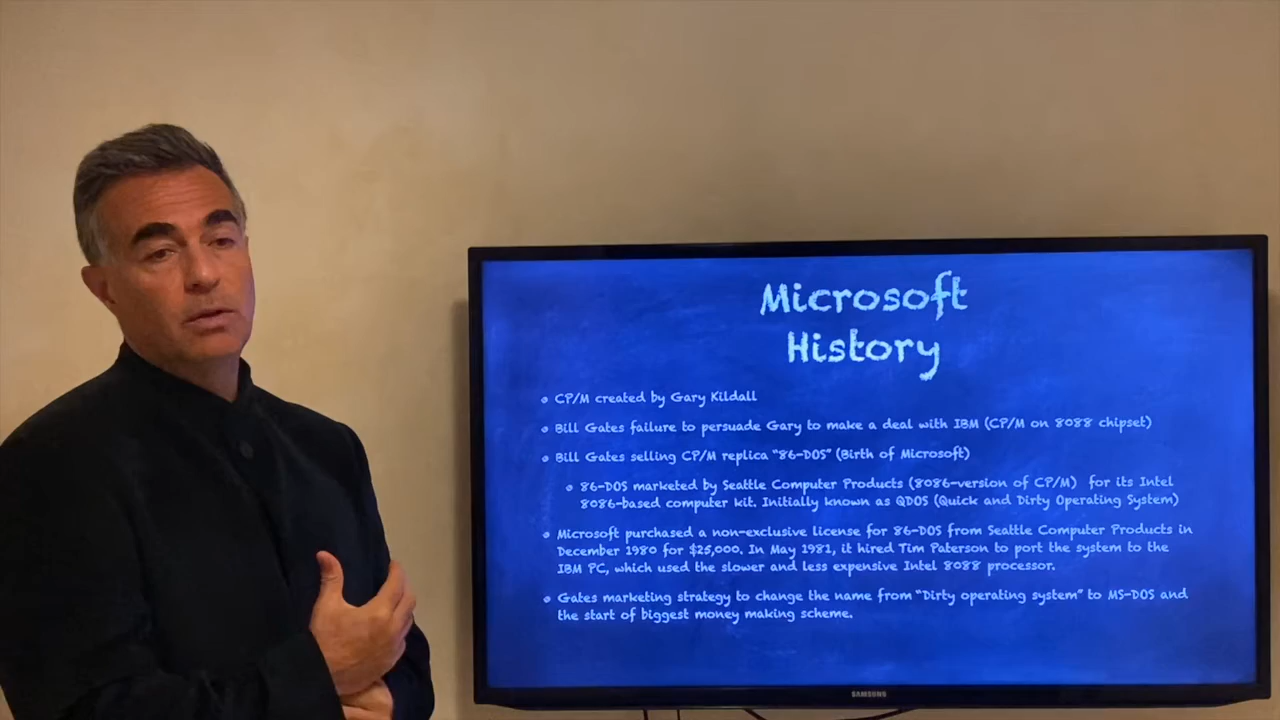 Microsoft
History
CP/M created by Gary Kildall
Bill Gates failure to persuade Gary to make a deal with IBM (CP/M on 8088 chipset)
Bill Gates selling CP/M replica "86-DOS" (Birth of Microsoft)
86-DOS marketed by Seattle Computer Products (8086-version of CP/M) for its Intel
8086-based computer kit. Initially known as QDOS (Quick and Dirty Operating System)
Microsoft purchased a non-exclusive license for 86-DOS from Seattle Computer Products in
December 1980 for $25,000. In May 1981, it hired Tim Paterson to port the system to the
IBM PC, which used the slower and less expensive Intel 8088 processor.
Gates marketing strategy to change the name from "Dirty operating system" to MS-DOS and
the start of biggest money making scheme.
SAMSUNG